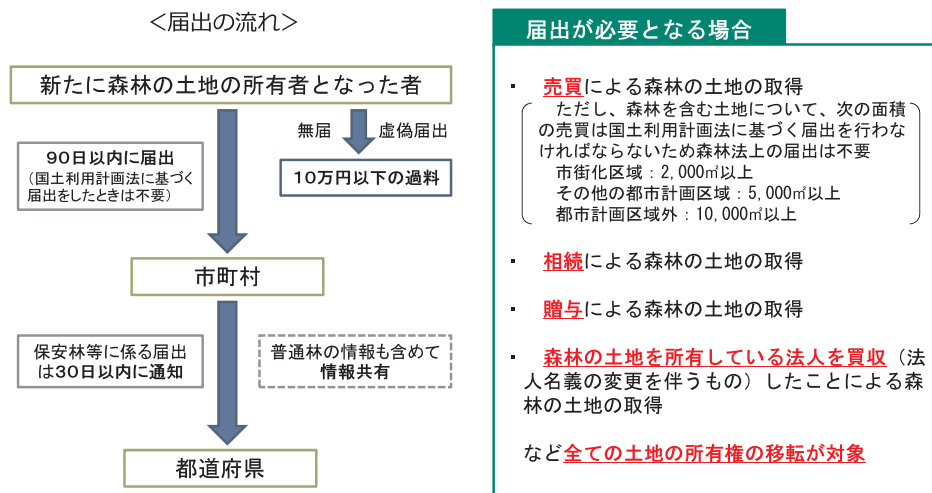 ＜届出の流れ＞
新たに森林の土地の所有者となった者
無届
虚偽届出
90日以内に届出
（国土利用計画法に基づく
届出をしたときは不要）
10万円以下の過料
市町村
保安林等に係る届出
は30日以内に通知
普通林の情報も含めて
情報共有
都道府県
届出が必要となる場合
・ 売買による森林の土地の取得
ただし、森林を含む土地について、次の面積
の売買は国土利用計画法に基づく届出を行わな
ければならないため森林法上の届出は不要
市街化区域：2,000㎡以上
その他の都市計画区域：5,000㎡以上
都市計画区域外：10,000㎡以上
・ 相続による森林の土地の取得
・ 贈与による森林の土地の取得
・ 森林の土地を所有している法人を買収（法
人名義の変更を伴うもの）したことによる森
林の土地の取得
など全ての土地の所有権の移転が対象